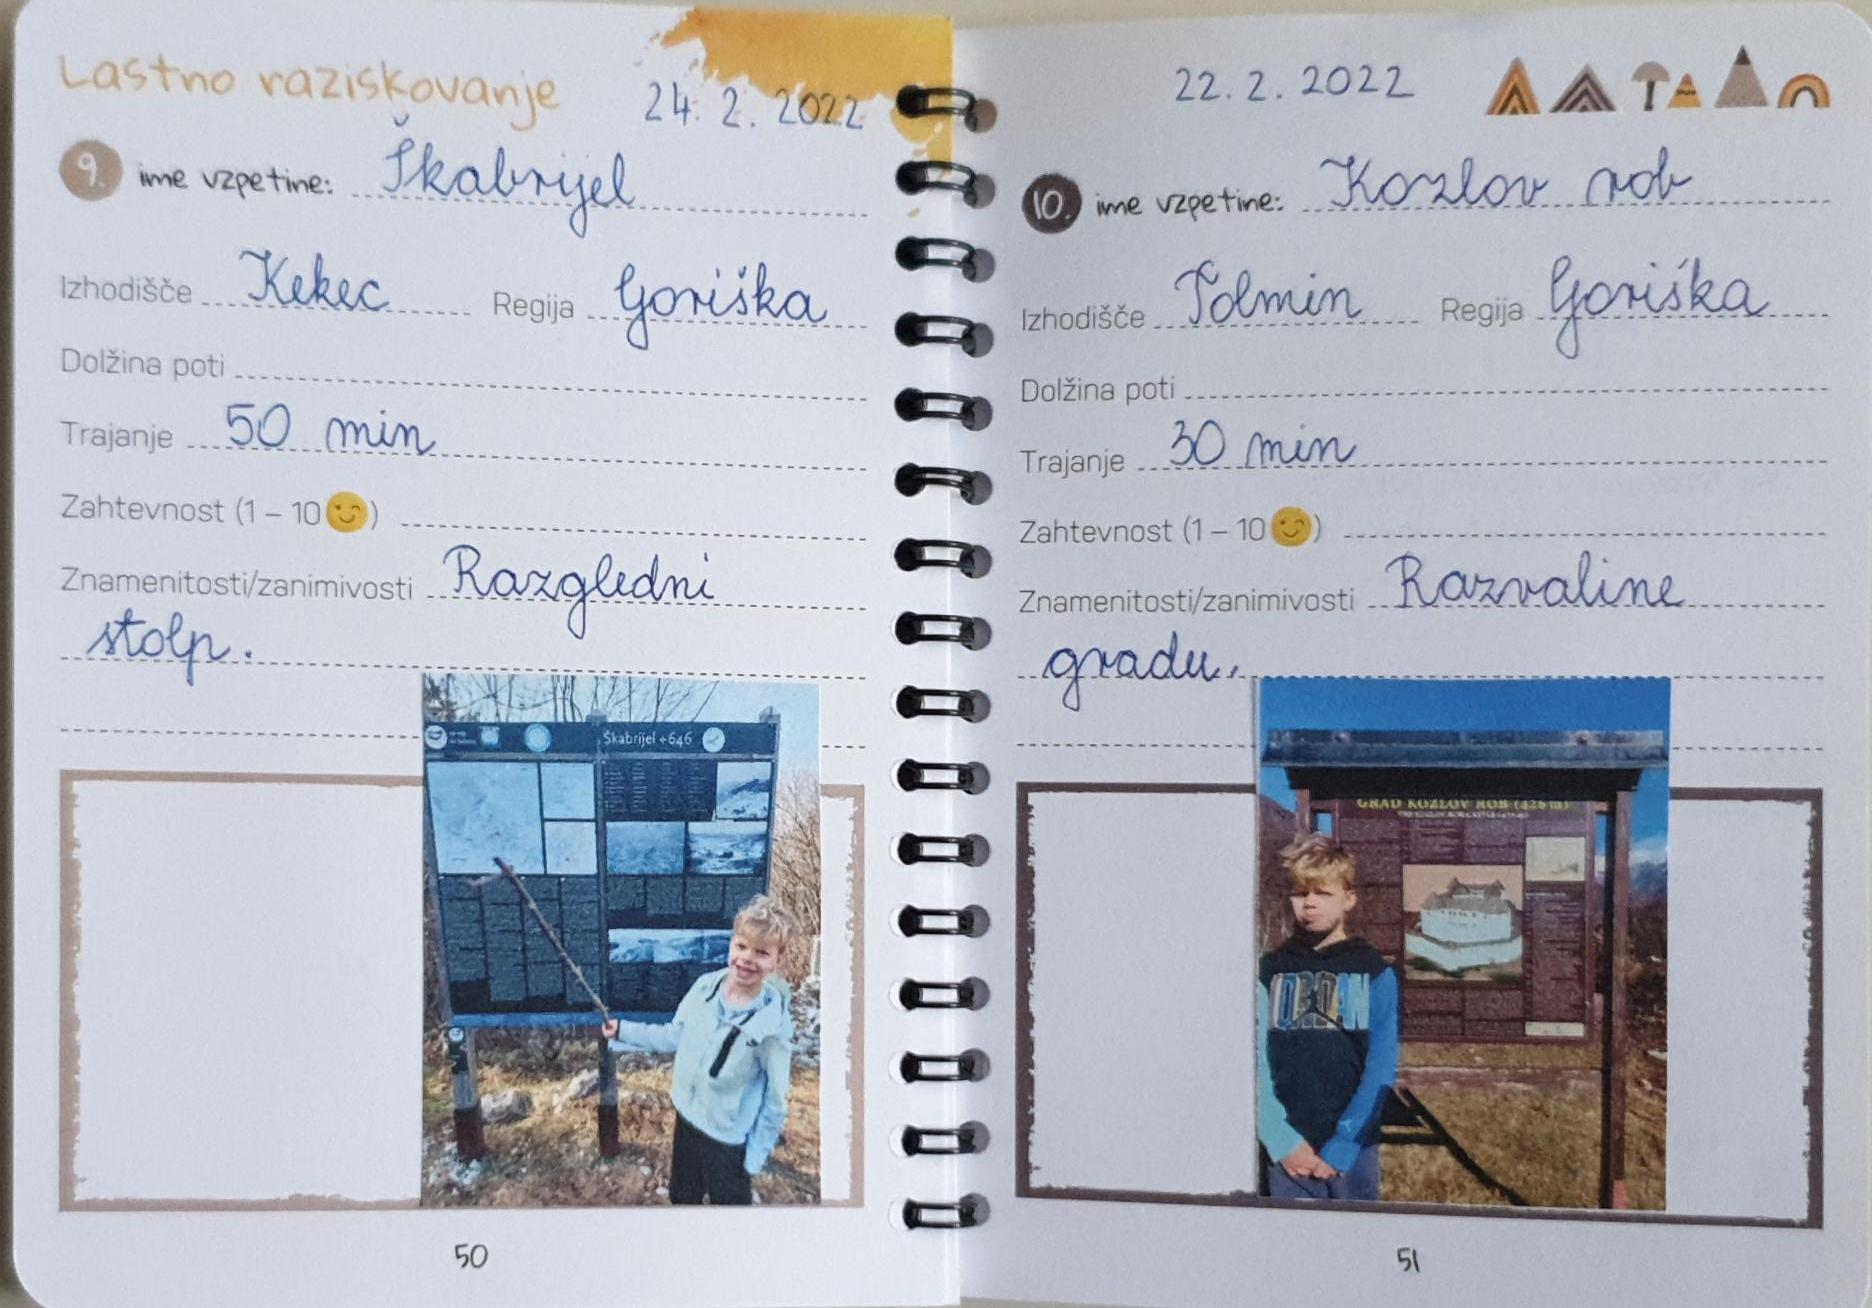 Lastno raziskovanje
24. 2. 2022
9. ime vzpetine: Škabrijel
Izhodišče Kekec Regija Goriška
Dolžina poti
Trajanje 50 min
Zahtevnost (1 – 10 😉)
Znamenitosti/zanimivosti Razgledni
stolp.
Škabrijel +646
50
22. 2. 2022
10. ime vzpetine: Kozlov rob
Izhodišče Tolmin Regija Goriška
Dolžina poti
Trajanje 30 min
Zahtevnost (1 – 10 😉)
Znamenitosti/zanimivosti Razvaline
gradu.
GRAD KOZLOV ROB (426 m)
JORDAN
51